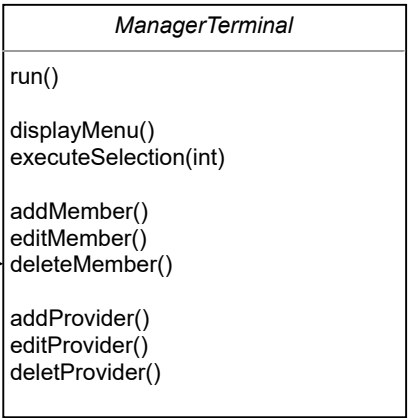 ManagerTerminal
run()
displayMenu()
executeSelection(int)
addMember()
editMember()
deleteMember()
addProvider()
editProvider()
deletProvider()